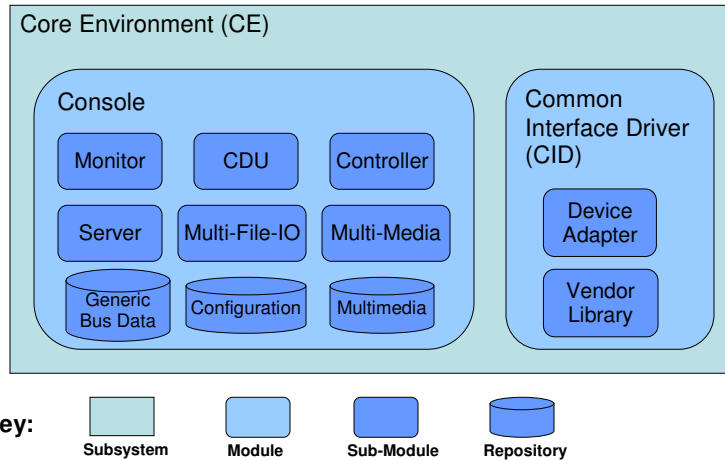 Core Environment (CE)
Console
Monitor
CDU
Controller
Server
Multi-File-IO
Multi-Media
Generic
Bus Data
Configuration
Multimedia
Common
Interface Driver
(CID)
Device
Adapter
Vendor
Library
ey:
Subsystem
Module
Sub-Module
Repository